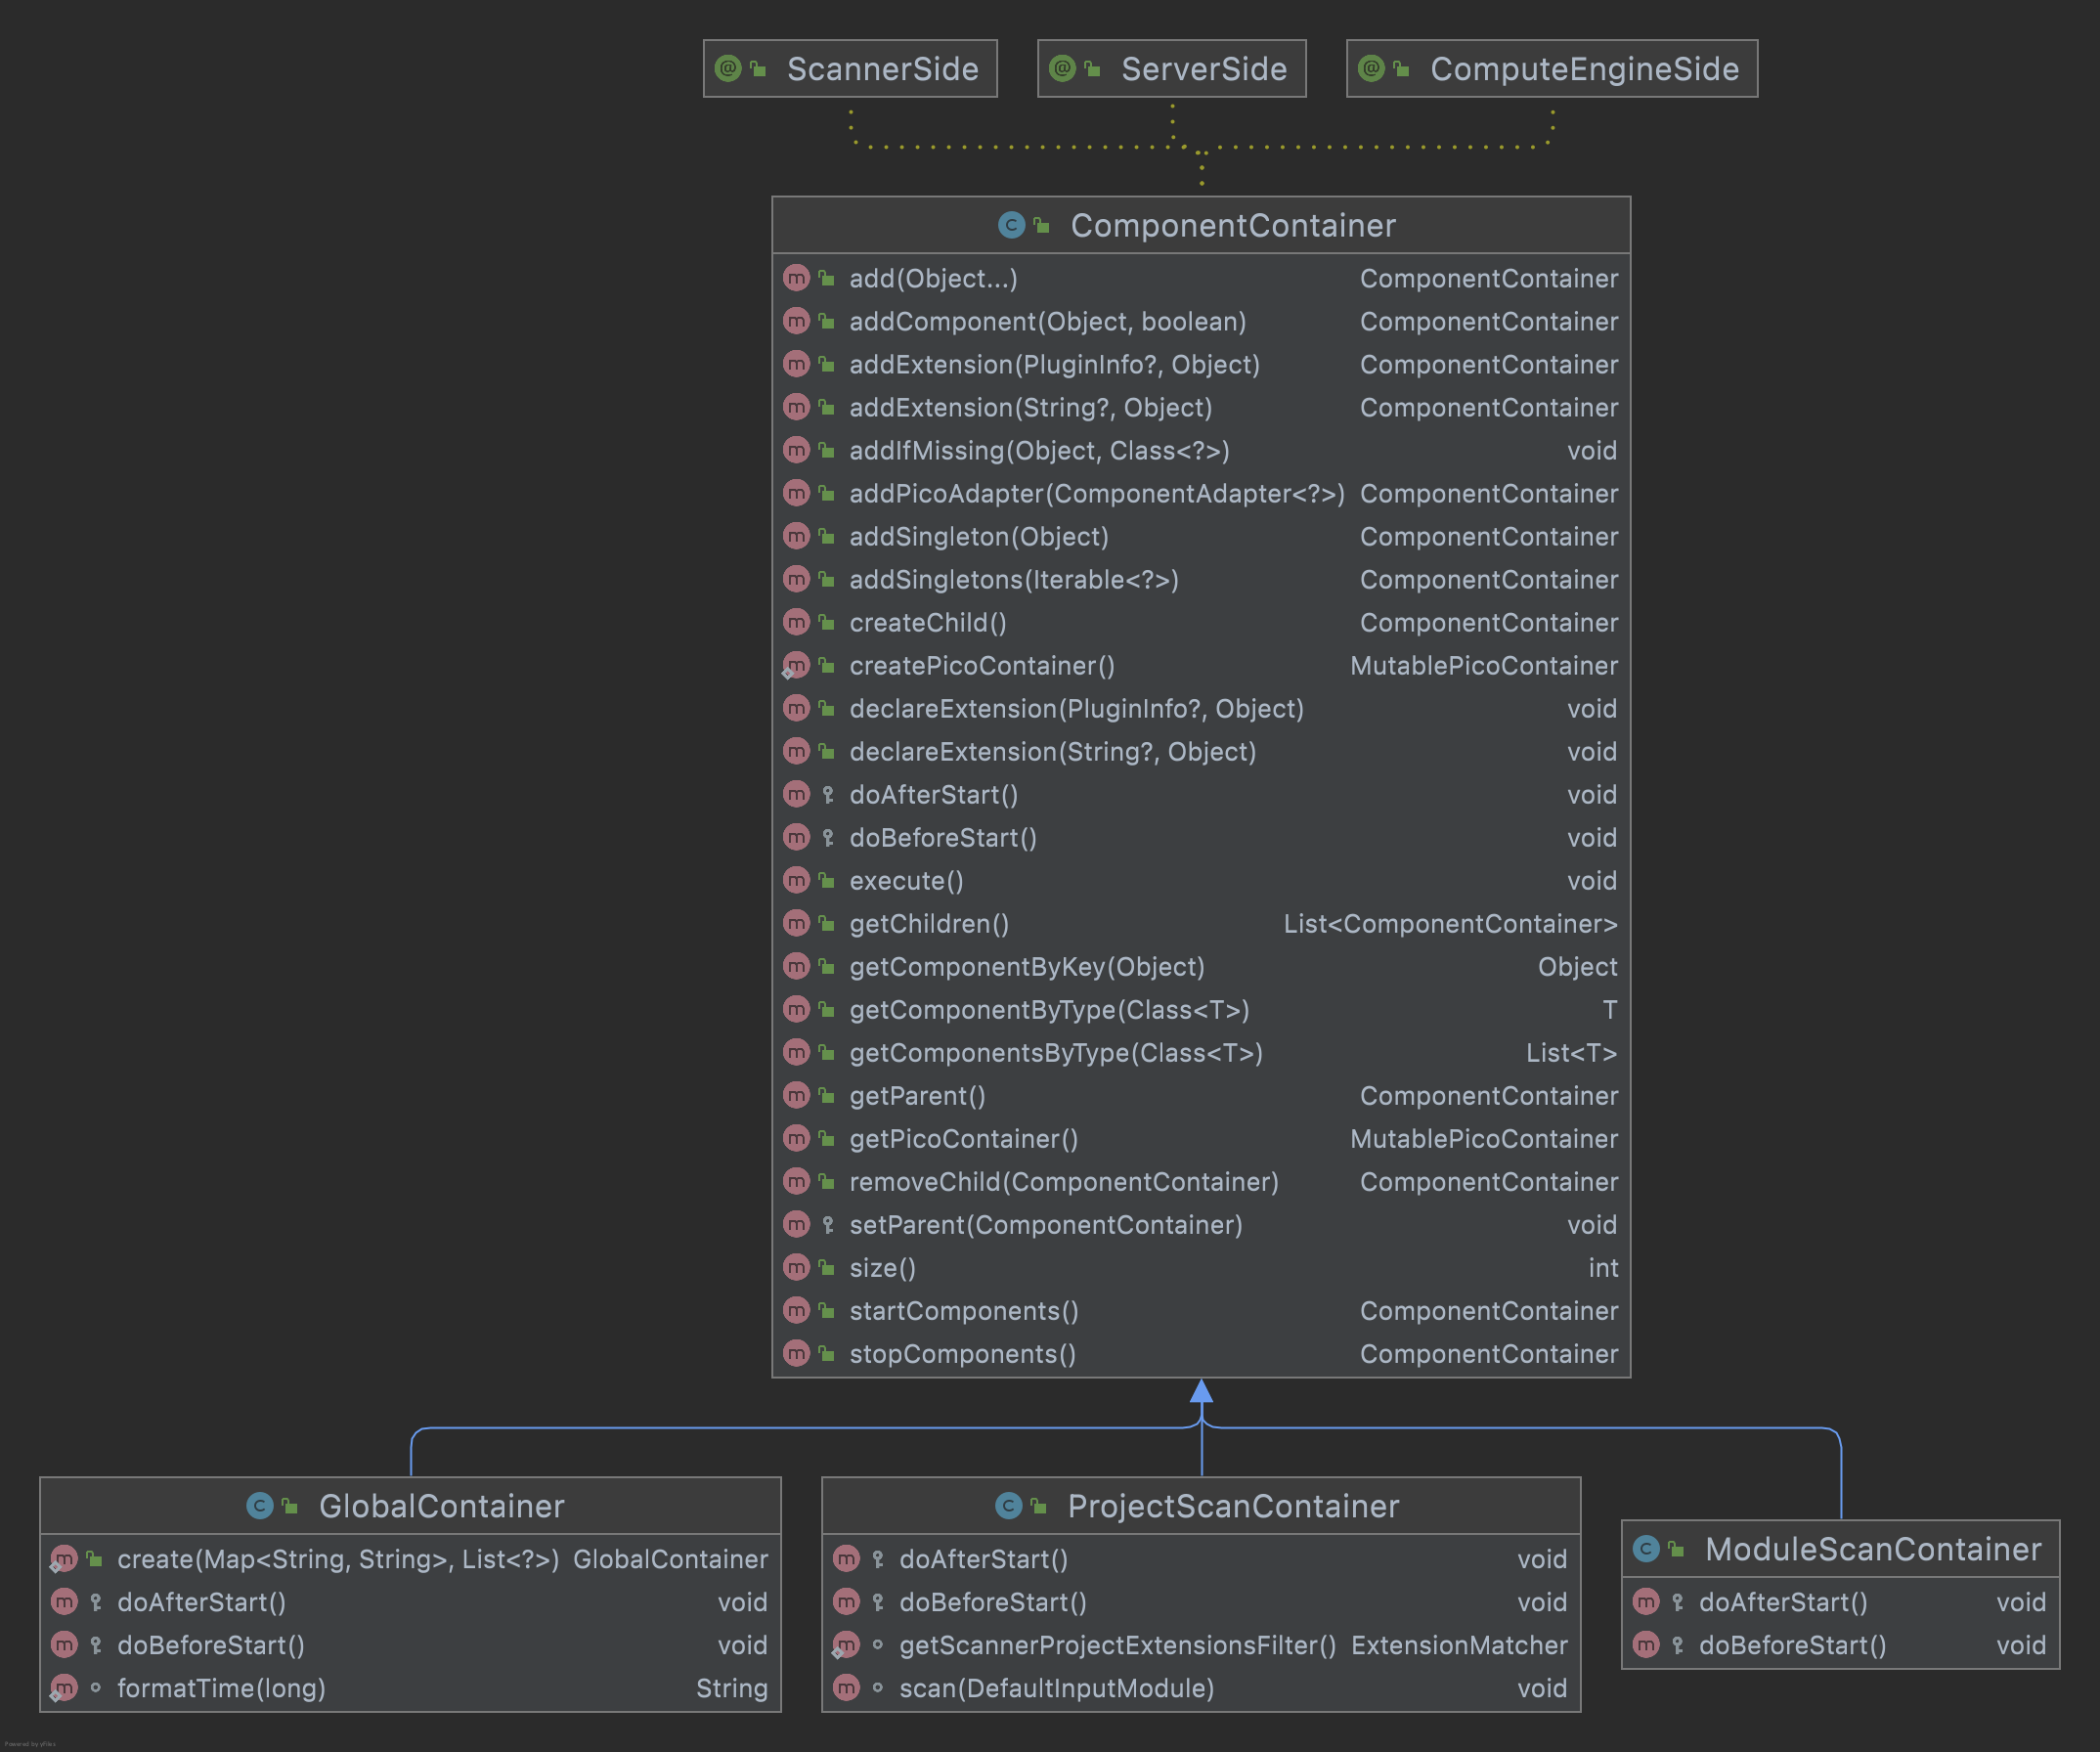 ScannerSide
ServerSide
ComputeEngineSide
ComponentContainer
add(Object...) ComponentContainer
addComponent(Object, boolean) ComponentContainer
addExtension(PluginInfo?, Object) ComponentContainer
addExtension(String?, Object) ComponentContainer
addIfMissing(Object, Class<?>) void
addPicoAdapter(ComponentAdapter<?>) ComponentContainer
addSingleton(Object) ComponentContainer
addSingletons(Iterable<?>) ComponentContainer
createChild() ComponentContainer
createPicoContainer() MutablePicoContainer
declareExtension(PluginInfo?, Object) void
declareExtension(String?, Object) void
doAfterStart() void
doBeforeStart() void
execute() void
getChildren() List<ComponentContainer>
getComponentByKey(Object) Object
getComponentByType(Class<T>) T
getComponentsByType(Class<T>) List<T>
getParent() ComponentContainer
getPicoContainer() MutablePicoContainer
removeChild(ComponentContainer) ComponentContainer
setParent(ComponentContainer) void
size() int
startComponents() ComponentContainer
stopComponents() ComponentContainer
GlobalContainer
create(Map<String, String>, List<?>) GlobalContainer
doAfterStart() void
doBeforeStart() void
formatTime(long) String
ProjectScanContainer
doAfterStart() void
doBeforeStart() void
getScannerProjectExtensionsFilter() ExtensionMatcher
scan(DefaultInputModule) void
ModuleScanContainer
doAfterStart() void
doBeforeStart() void
Powered by yFiles